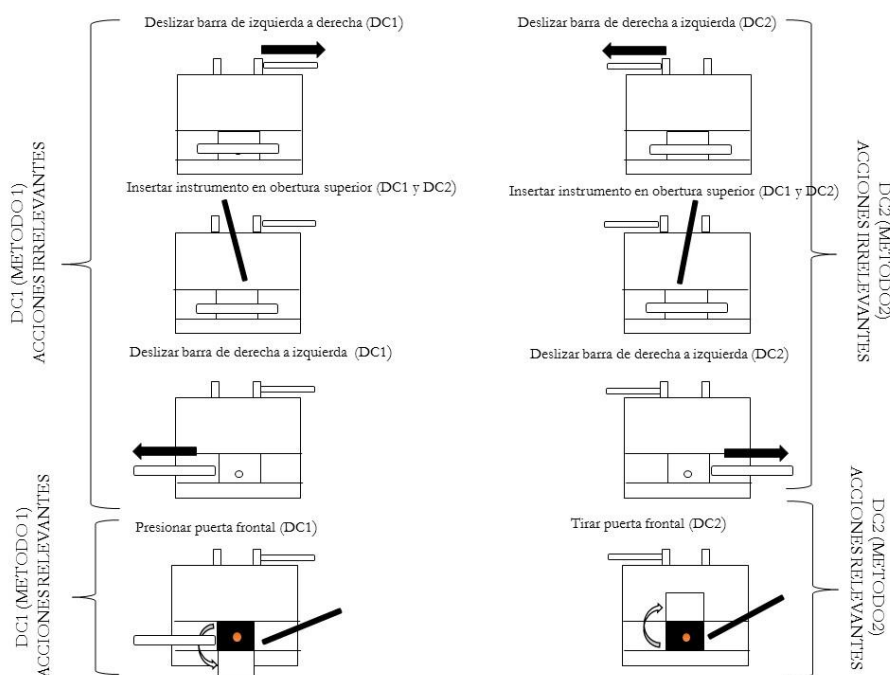 Deslizar barra de izquierda a derecha (DC1)
Deslizar barra de derecha a izquierda (DC2)
Insertar instrumento en obertura superior (DC1 y DC2)
Insertar instrumento en obertura superior (DC1 y DC2)
Deslizar barra de derecha a izquierda (DC1)
Deslizar barra de derecha a izquierda (DC2)
Presionar puerta frontal (DC1)
Tirar puerta frontal (DC2)
DC1 (METODO 1)
ACCIONES IRRELEVANTES
DC1 (METODO 1)
ACCIONES RELEVANTES
DC2 (METODO2)
ACCIONES IRRELEVANTES
DC2 (METODO2)
ACCIONES RELEVANTES